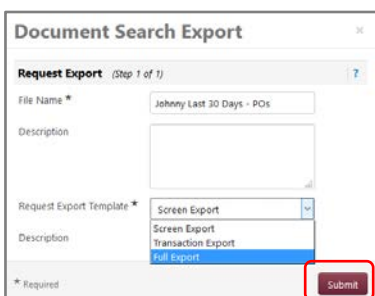 Document Search Export ×
Request Export (Step 1 of 1) ?
File Name * Johnny Last 30 Days - POs
Description
Request Export Template * Screen Export
Screen Export
Description Transaction Export
Full Export
* Required Submit